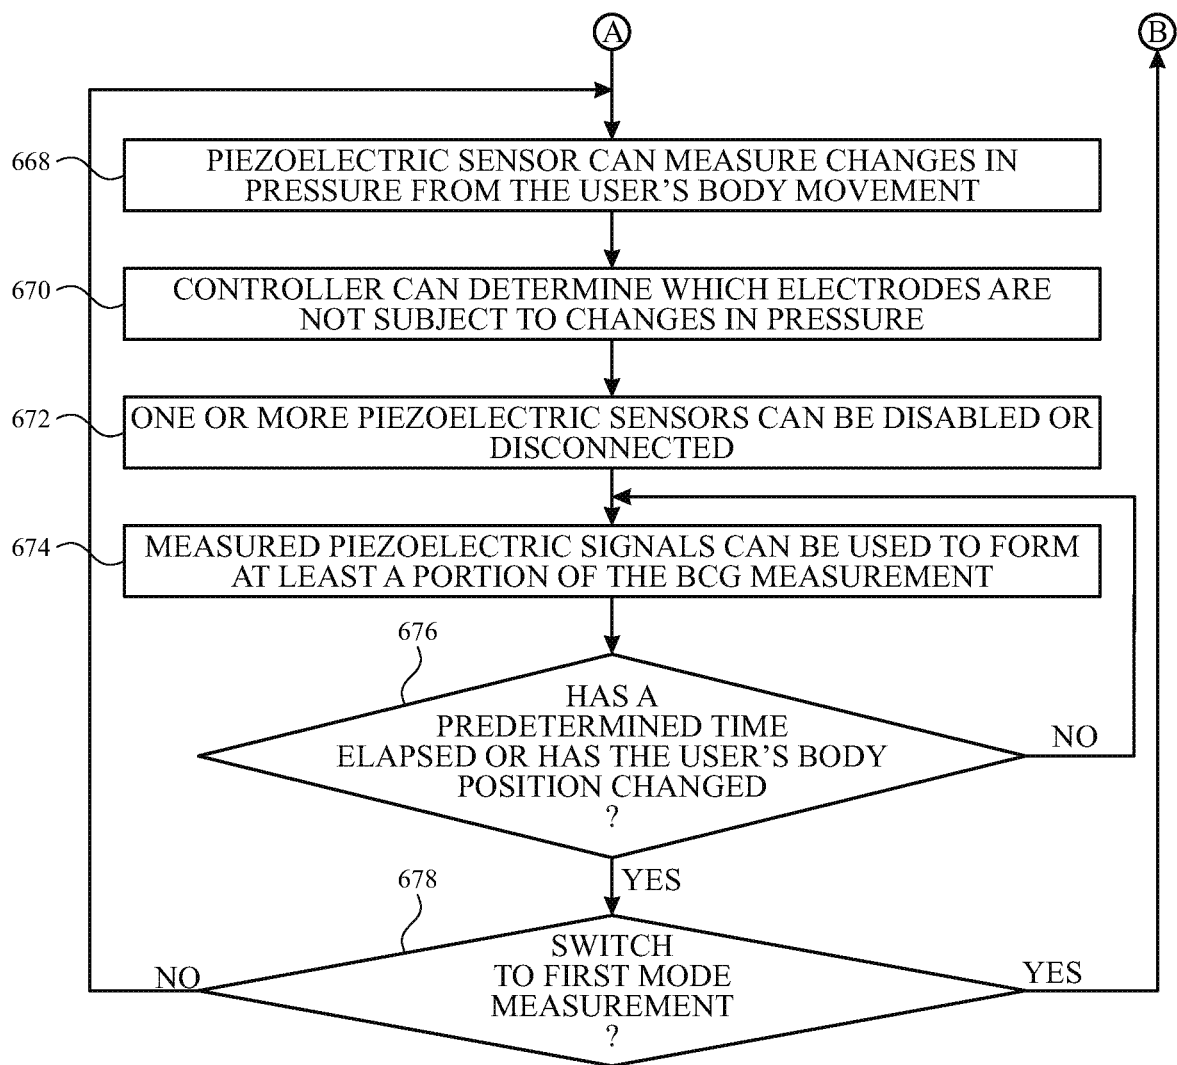 A
B
668
PIEZOELECTRIC SENSOR CAN MEASURE CHANGES IN
PRESSURE FROM THE USER'S BODY MOVEMENT
670
CONTROLLER CAN DETERMINE WHICH ELECTRODES ARE
NOT SUBJECT TO CHANGES IN PRESSURE
672
ONE OR MORE PIEZOELECTRIC SENSORS CAN BE DISABLED OR
DISCONNECTED
674
MEASURED PIEZOELECTRIC SIGNALS CAN BE USED TO FORM
AT LEAST A PORTION OF THE BCG MEASUREMENT
676
HAS A
PREDETERMINED TIME
ELAPSED OR HAS THE USER'S BODY
POSITION CHANGED
?
NO
YES
678
SWITCH
TO FIRST MODE
MEASUREMENT
?
NO
YES